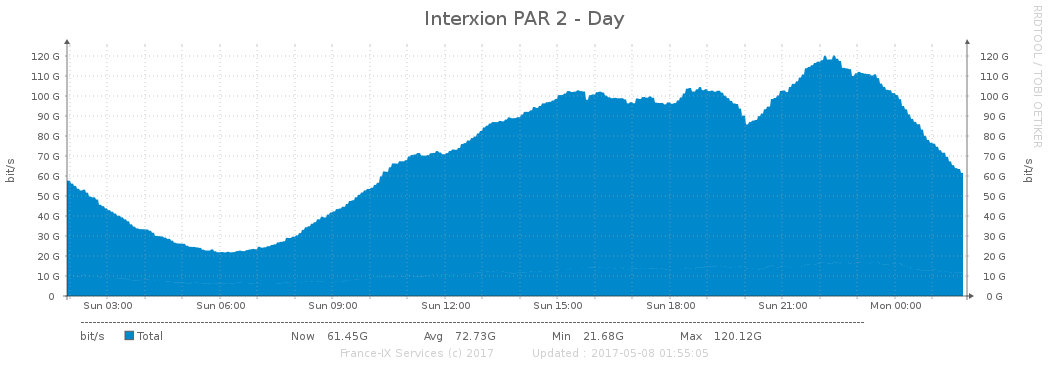 Interxion PAR 2 - Day
RRDTOOL / TOBI OETIKER
bit/s
120 G
110 G
100 G
90 G
80 G
70 G
60 G
50 G
40 G
30 G
20 G
10 G
0
120 G
110 G
100 G
90 G
80 G
70 G
60 G
50 G
40 G
30 G
20 G
10 G
0 G
bit/s
Sun 03:00 Sun 06:00 Sun 09:00 Sun 12:00 Sun 15:00 Sun 18:00 Sun 21:00 Mon 00:00
bit/s Total Now 61.45G Avg 72.73G Min 21.68G Max 120.12G
France-IX Services (c) 2017 Updated : 2017-05-08 01:55:05